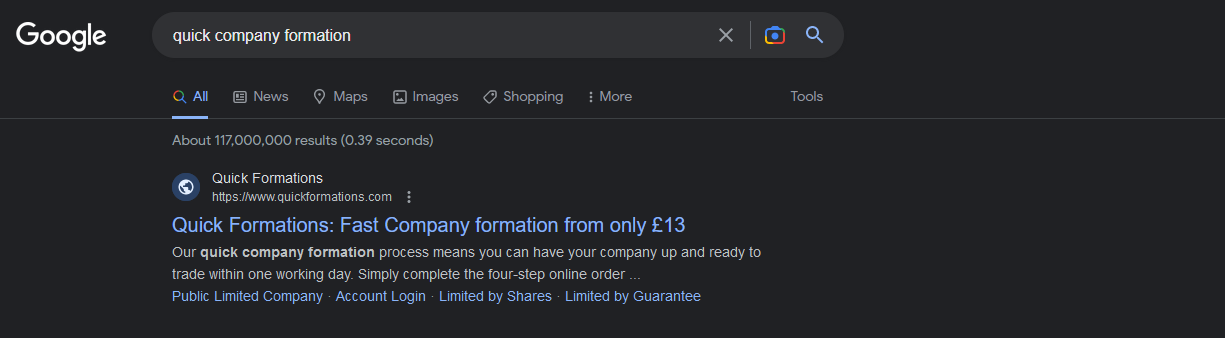 Google
quick company formation
All News Maps Images Shopping More Tools
About 117,000,000 results (0.39 seconds)
Quick Formations
https://www.quickformations.com
Quick Formations: Fast Company formation from only £13
Our quick company formation process means you can have your company up and ready to
trade within one working day. Simply complete the four-step online order ...
Public Limited Company · Account Login · Limited by Shares · Limited by Guarantee